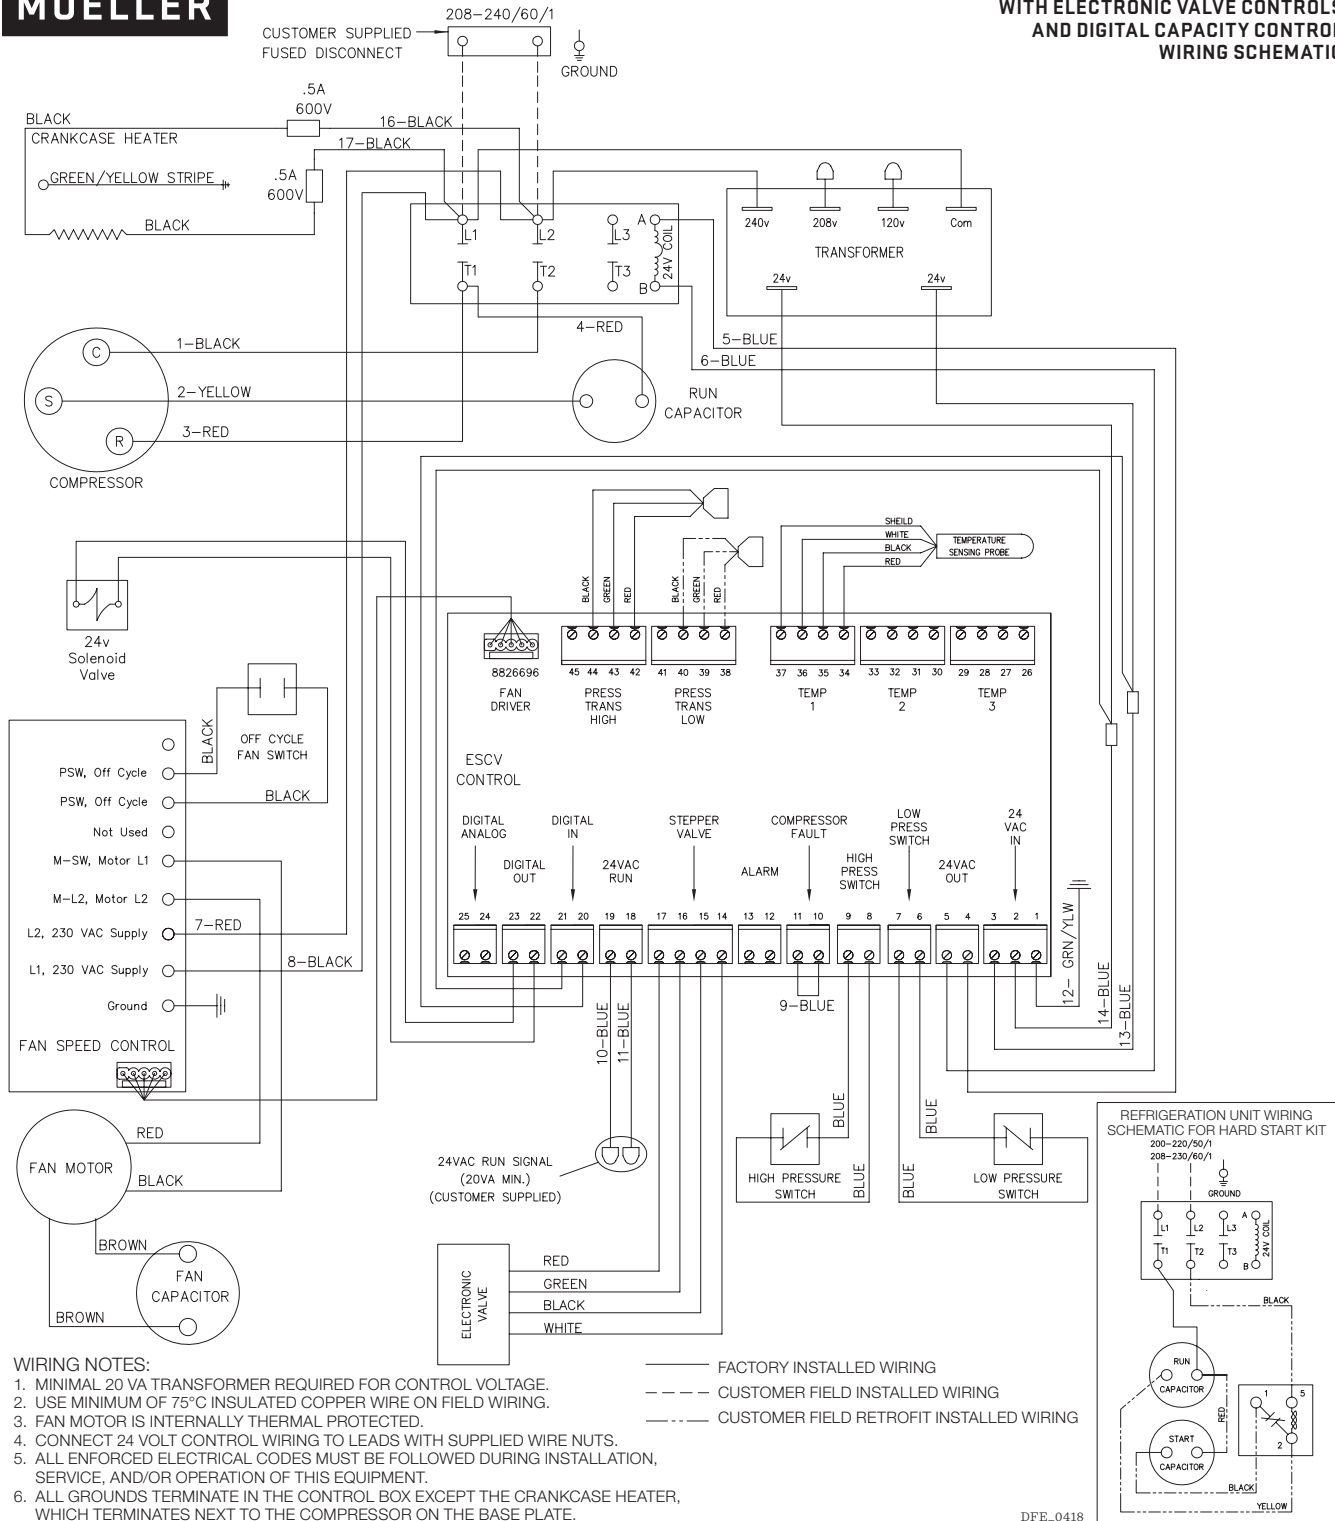 MUELLER
WITH ELECTRONIC VALVE CONTROLS
AND DIGITAL CAPACITY CONTROL
WIRING SCHEMATIC
208-240/60/1
CUSTOMER SUPPLIED
FUSED DISCONNECT
GROUND
.5A
600V
BLACK
CRANKCASE HEATER
16-BLACK
17-BLACK
GREEN/YELLOW STRIPE
.5A
600V
BLACK
L1
L2
L3
A
24V COIL
T1
T2
T3
B
240v
208v
120v
Com
TRANSFORMER
24v
24v
4-RED
5-BLUE
6-BLUE
1-BLACK
C
2-YELLOW
S
3-RED
R
COMPRESSOR
RUN
CAPACITOR
SHEILD
WHITE
BLACK
RED
TEMPERATURE
SENSING PROBE
BLACK
GREEN
RED
BLACK
GREEN
RED
24v
Solenoid
Valve
8826696
FAN
DRIVER
45 44 43 42
PRESS
TRANS
HIGH
41 40 39 38
PRESS
TRANS
LOW
37 36 35 34
TEMP
1
33 32 31 30
TEMP
2
29 28 27 26
TEMP
3
BLACK
OFF CYCLE
FAN SWITCH
BLACK
ESCV
CONTROL
PSW, Off Cycle
PSW, Off Cycle
Not Used
M-SW, Motor L1
M-L2, Motor L2
L2, 230 VAC Supply
L1, 230 VAC Supply
Ground
FAN SPEED CONTROL
7-RED
8-BLACK
DIGITAL
ANALOG
DIGITAL
OUT
DIGITAL
IN
24VAC
RUN
STEPPER
VALVE
ALARM
COMPRESSOR
FAULT
HIGH
PRESS
SWITCH
LOW
PRESS
SWITCH
24VAC
OUT
24
VAC
IN
25 24 23 22 21 20 19 18 17 16 15 14 13 12 11 10 9 8 7 6 5 4 3 2 1
9-BLUE
10-BLUE
11-BLUE
12- GRN/YLW
14-BLUE
13-BLUE
RED
FAN MOTOR
BLACK
BROWN
FAN
CAPACITOR
BROWN
24VAC RUN SIGNAL
(20VA MIN.)
(CUSTOMER SUPPLIED)
BLUE
BLUE
HIGH PRESSURE
SWITCH
BLUE
BLUE
LOW PRESSURE
SWITCH
ELECTRONIC
VALVE
RED
GREEN
BLACK
WHITE
REFRIGERATION UNIT WIRING
SCHEMATIC FOR HARD START KIT
200-220/50/1
208-230/60/1
GROUND
L1
L2
L3
A
24V COIL
T1
T2
T3
B
BLACK
RUN
CAPACITOR
RED
1
5
2
START
CAPACITOR
BLACK
YELLOW
WIRING NOTES:
1. MINIMAL 20 VA TRANSFORMER REQUIRED FOR CONTROL VOLTAGE.
2. USE MINIMUM OF 75°C INSULATED COPPER WIRE ON FIELD WIRING.
3. FAN MOTOR IS INTERNALLY THERMAL PROTECTED.
4. CONNECT 24 VOLT CONTROL WIRING TO LEADS WITH SUPPLIED WIRE NUTS.
5. ALL ENFORCED ELECTRICAL CODES MUST BE FOLLOWED DURING INSTALLATION,
SERVICE, AND/OR OPERATION OF THIS EQUIPMENT.
6. ALL GROUNDS TERMINATE IN THE CONTROL BOX EXCEPT THE CRANKCASE HEATER,
WHICH TERMINATES NEXT TO THE COMPRESSOR ON THE BASE PLATE.
FACTORY INSTALLED WIRING
CUSTOMER FIELD INSTALLED WIRING
CUSTOMER FIELD RETROFIT INSTALLED WIRING
DFE_0418